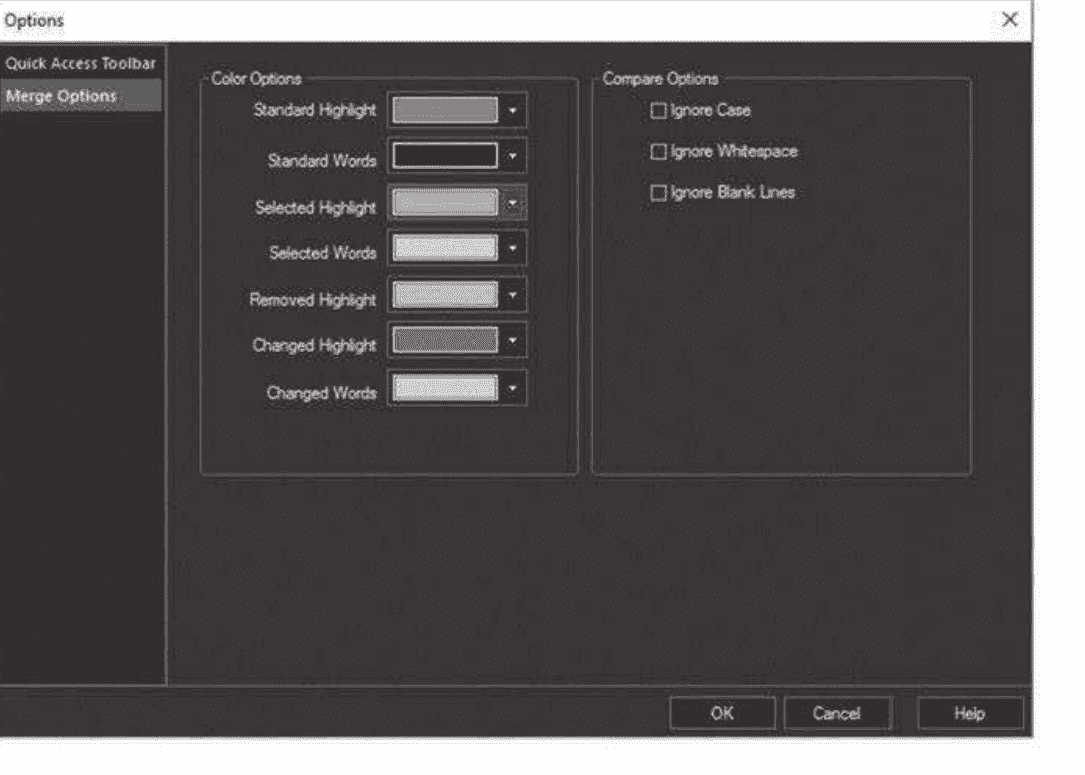 Options
Quick Access Toolbar
Merge Options
Color Options
Standard Highlight
Standard Words
Selected Highlight
Selected Words
Removed Highlight
Changed Highlight
Changed Words
Compare Options
Ignore Case
Ignore Whitespace
Ignore Blank Lines
OK
Cancel
Help